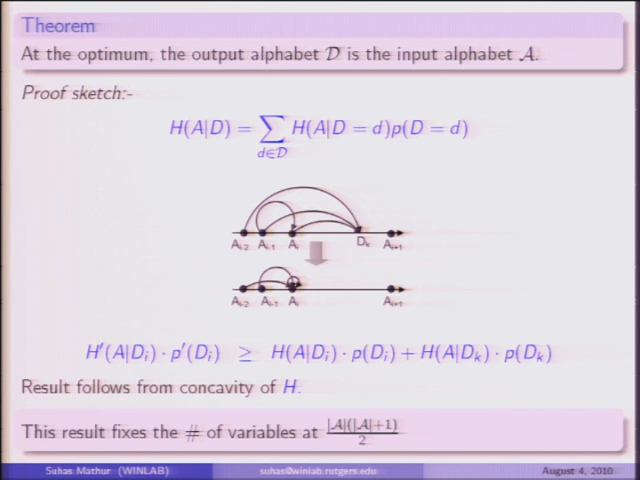 Theorem
At the optimum, the output alphabet 𝒟 is the input alphabet 𝒜.
Proof sketch:-
H(A|D) = ∑_{d∈𝒟} H(A|D = d)p(D = d)
A_{i-2} A_{i-1} A_i D_k A_{i+1}
A_{i-2} A_{i-1} A_i A_{i+1}
H′(A|D_i) · p′(D_i) ≥ H(A|D_i) · p(D_i) + H(A|D_k) · p(D_k)
Result follows from concavity of H.
This result fixes the # of variables at |𝒜|(|𝒜|+1)/2
Suhas Mathur (WINLAB) suhas@winlab.rutgers.edu August 4, 2010